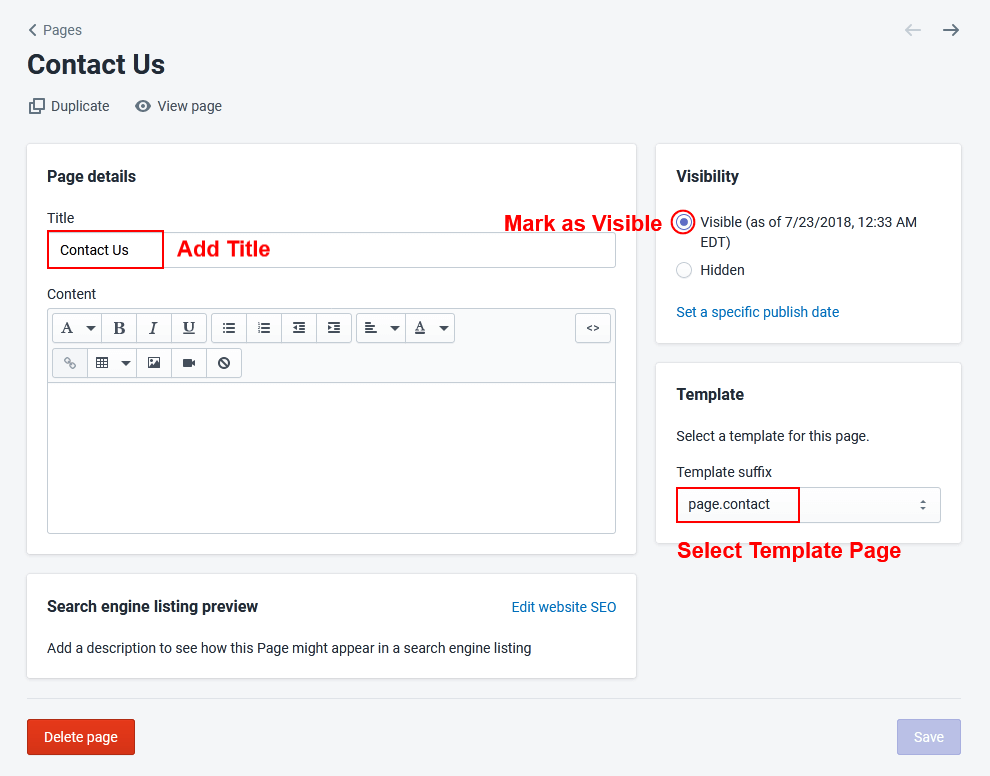 Pages
Contact Us
Duplicate
View page
Page details
Title
Contact Us
Add Title
Content
A
B
I
U
A
<>
Search engine listing preview
Edit website SEO
Add a description to see how this Page might appear in a search engine listing
Visibility
Mark as Visible
Visible (as of 7/23/2018, 12:33 AM
EDT)
Hidden
Set a specific publish date
Template
Select a template for this page.
Template suffix
page.contact
Select Template Page
Delete page
Save